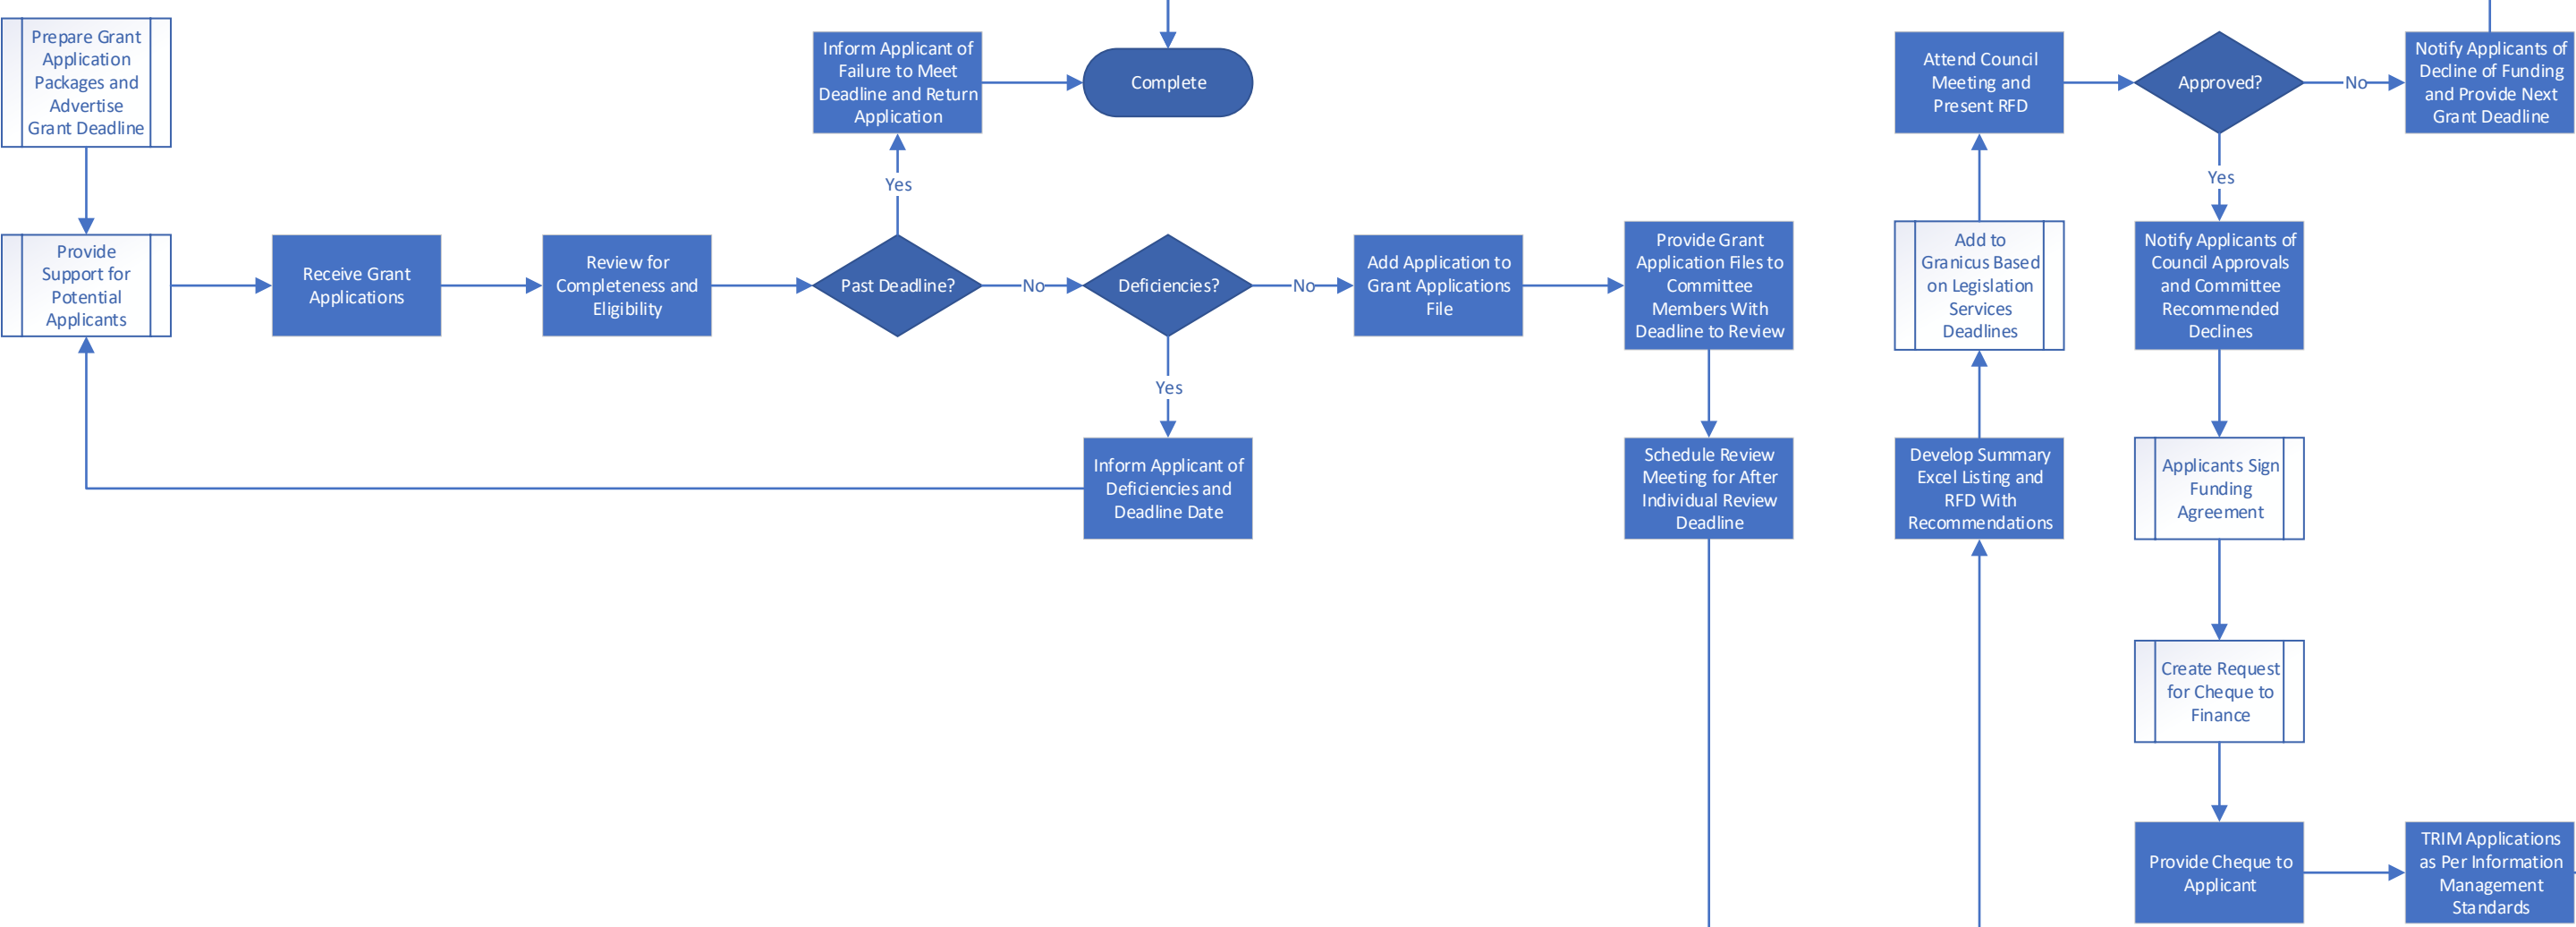 Prepare Grant
Application
Packages and
Advertise
Grant Deadline
Provide
Support for
Potential
Applicants
Receive Grant
Applications
Review for
Completeness and
Eligibility
Past Deadline?
Yes
Inform Applicant of
Failure to Meet
Deadline and Return
Application
Complete
No
Deficiencies?
Yes
Inform Applicant of
Deficiencies and
Deadline Date
No
Add Application to
Grant Applications
File
Provide Grant
Application Files to
Committee
Members With
Deadline to Review
Schedule Review
Meeting for After
Individual Review
Deadline
Develop Summary
Excel Listing and
RFD With
Recommendations
Add to
Granicus Based
on Legislation
Services
Deadlines
Attend Council
Meeting and
Present RFD
Approved?
No
Notify Applicants of
Decline of Funding
and Provide Next
Grant Deadline
Yes
Notify Applicants of
Council Approvals
and Committee
Recommended
Declines
Applicants Sign
Funding
Agreement
Create Request
for Cheque to
Finance
Provide Cheque to
Applicant
TRIM Applications
as Per Information
Management
Standards